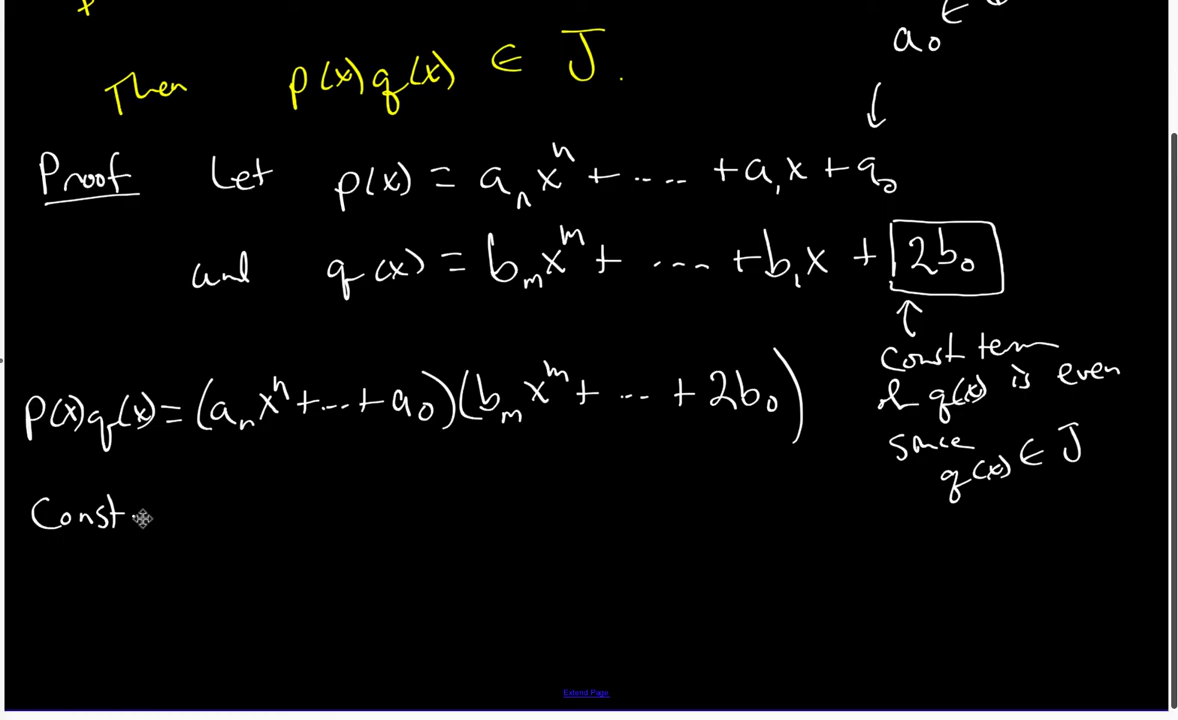 a₀ ∈
Then p(x)q(x) ∈ J.
Proof Let p(x) = aₙxⁿ + .... + a₁x + a₀
and q(x) = bₘxᵐ + .... + b₁x + 2b₀
const term
of q(x) is even
since
q(x) ∈ J
p(x)q(x) = (aₙxⁿ + ... + a₀)(bₘxᵐ + ... + 2b₀)
Const.
Extend Page